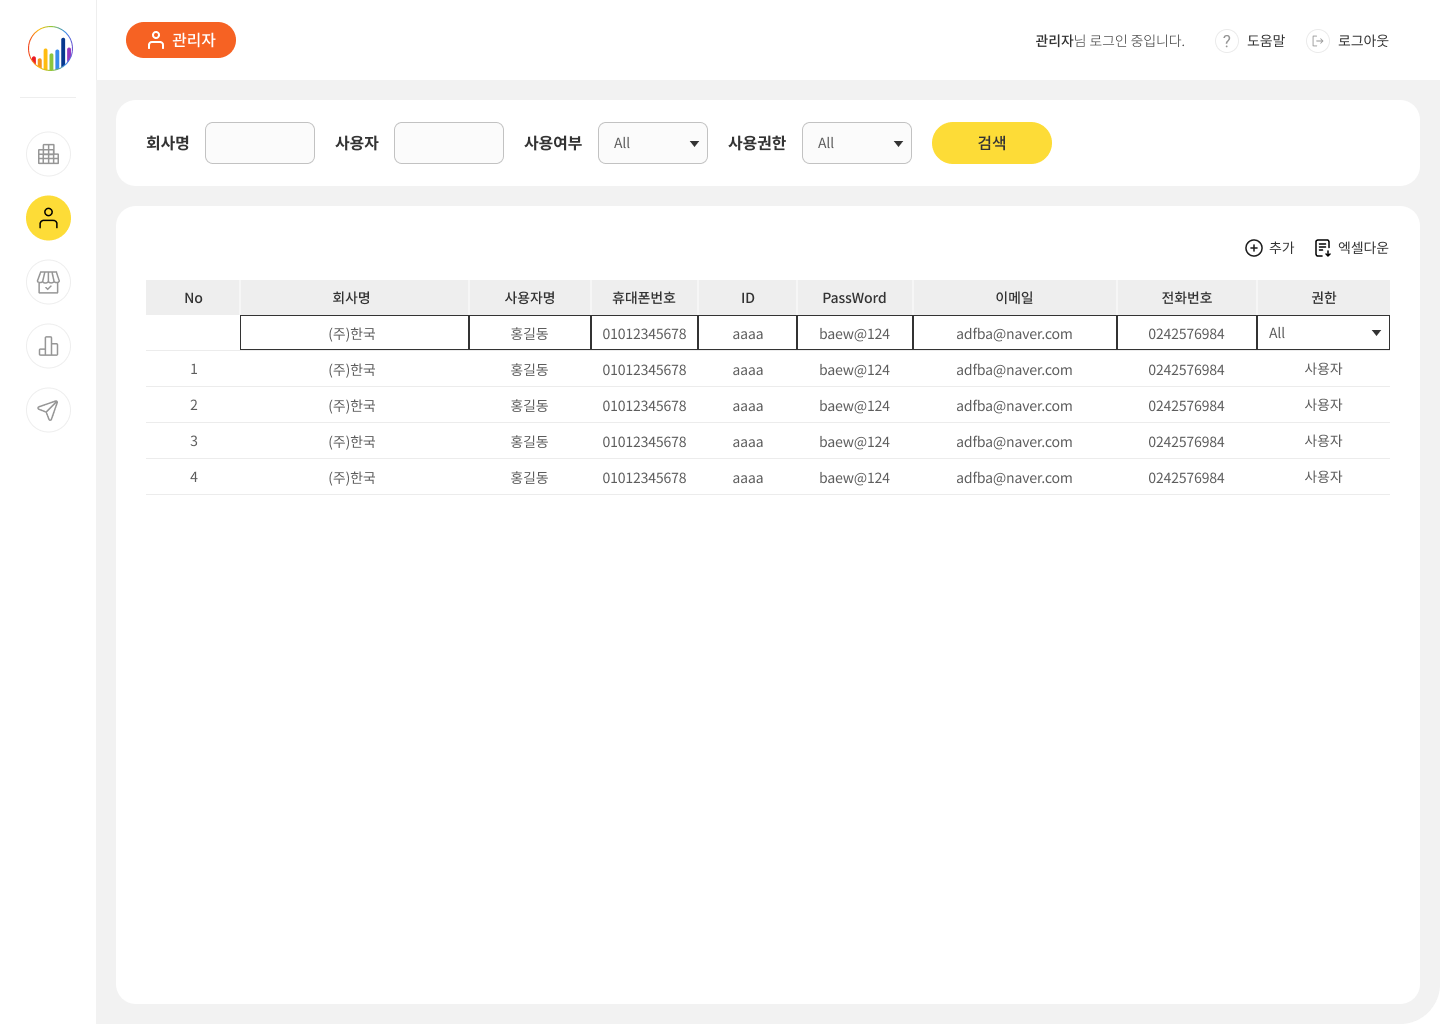 관리자
관리자님 로그인 중입니다.
? 도움말
로그아웃
회사명
사용자
사용여부 All
사용권한 All
검색
추가
엑셀다운
No 회사명 사용자명 휴대폰번호 ID PassWord 이메일 전화번호 권한
(주)한국 홍길동 01012345678 aaaa baew@124 adfba@naver.com 0242576984 All
1 (주)한국 홍길동 01012345678 aaaa baew@124 adfba@naver.com 0242576984 사용자
2 (주)한국 홍길동 01012345678 aaaa baew@124 adfba@naver.com 0242576984 사용자
3 (주)한국 홍길동 01012345678 aaaa baew@124 adfba@naver.com 0242576984 사용자
4 (주)한국 홍길동 01012345678 aaaa baew@124 adfba@naver.com 0242576984 사용자